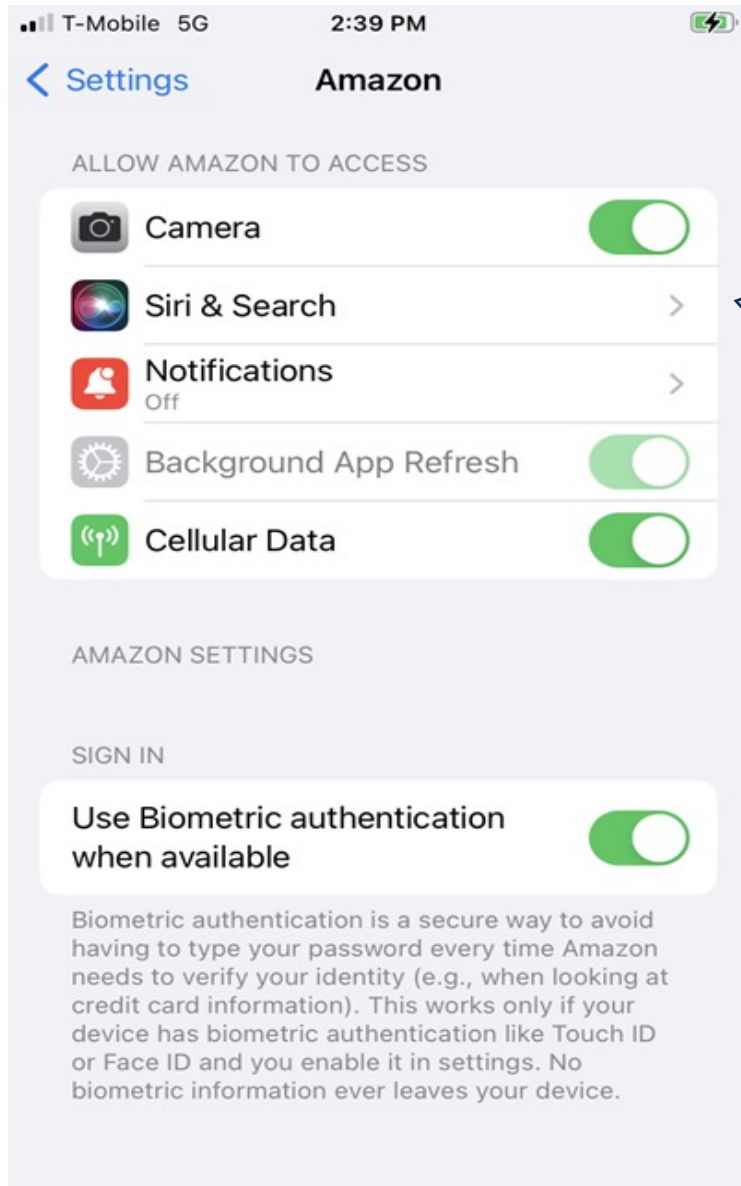 T-Mobile 5G 2:39 PM
Settings Amazon
ALLOW AMAZON TO ACCESS
Camera
Siri & Search
Notifications
Off
Background App Refresh
Cellular Data
AMAZON SETTINGS
SIGN IN
Use Biometric authentication
when available
Biometric authentication is a secure way to avoid
having to type your password every time Amazon
needs to verify your identity (e.g., when looking at
credit card information). This works only if your
device has biometric authentication like Touch ID
or Face ID and you enable it in settings. No
biometric information ever leaves your device.